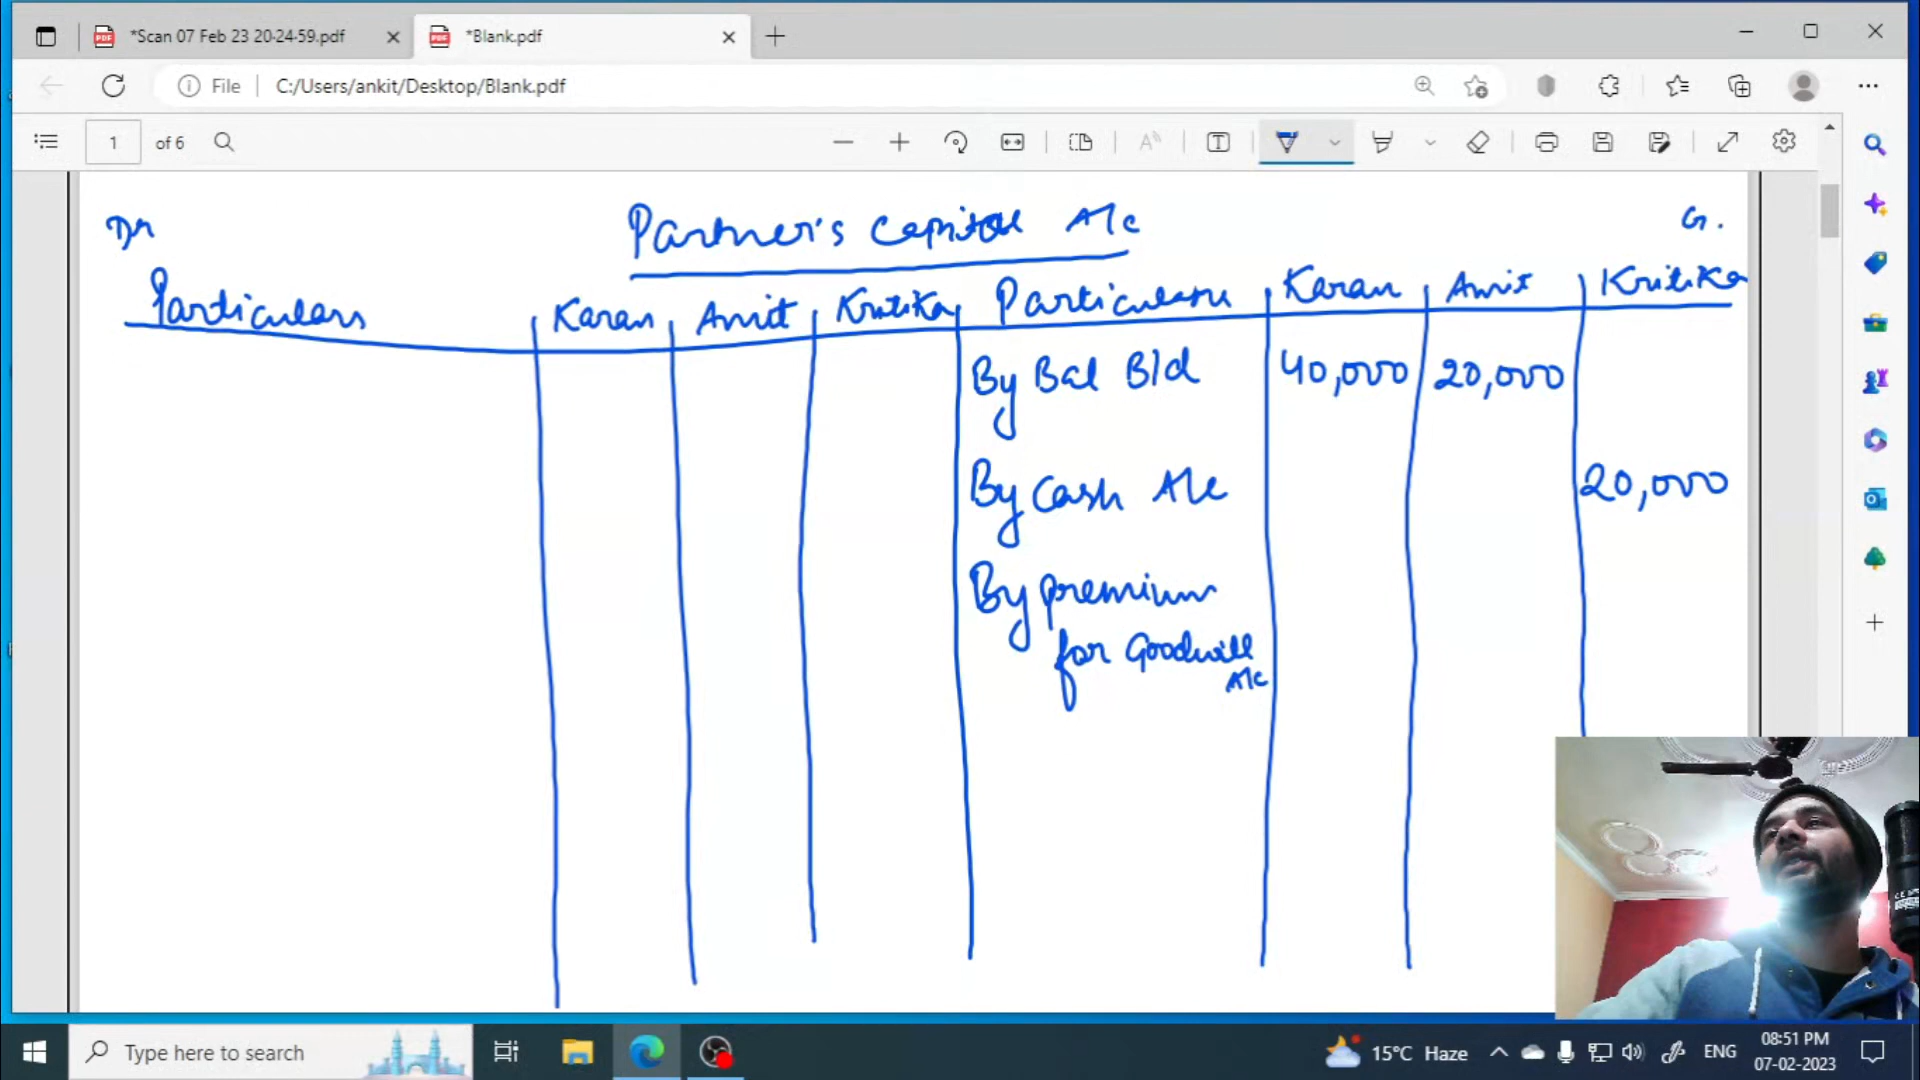 *Scan 07 Feb 23 20-24-59.pdf
*Blank.pdf
File
C:/Users/ankit/Desktop/Blank.pdf
1 of 6
Dr
Partner's Capital A/c
Cr.
Particulars Karan Amit Kritika Particulars Karan Amit Kritika
By Bal B/d 40,000 20,000
By Cash A/c 20,000
By premium
for Goodwill
A/c
Type here to search
15°C Haze
ENG
08:51 PM
07-02-2023